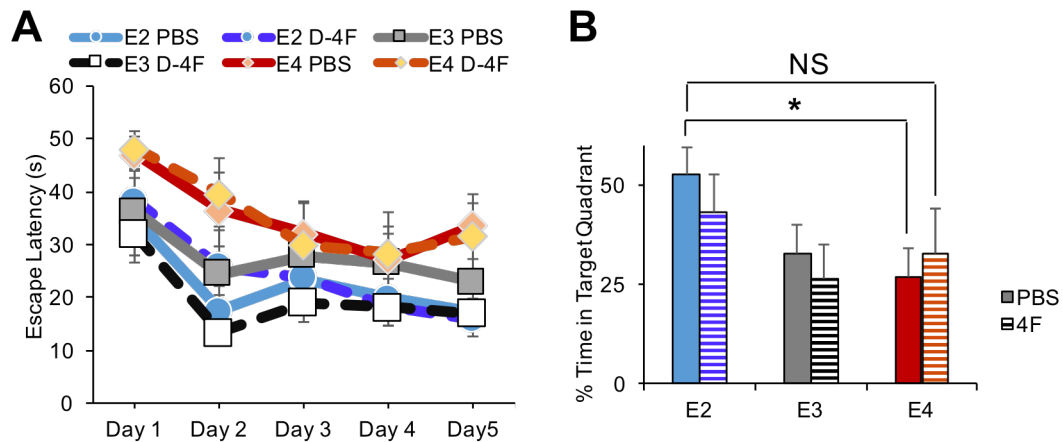 A
E2 PBS E2 D-4F E3 PBS
E3 D-4F E4 PBS E4 D-4F
Escape Latency (s)
60
50
40
30
20
10
0
Day 1 Day 2 Day 3 Day 4 Day5
B
NS
*
% Time in Target Quadrant
50
25
0
E2 E3 E4
PBS
4F